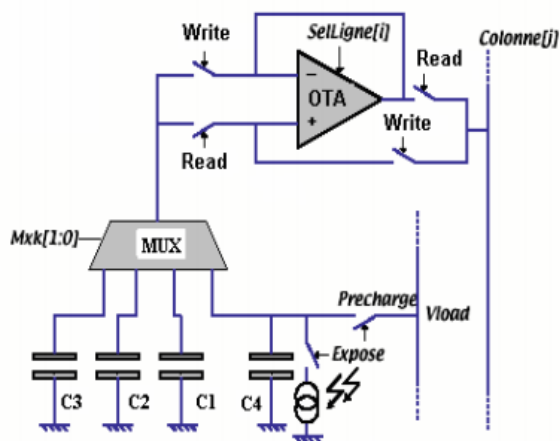 Write
SelLigne[i]
Colonne[j]
Read
−
OTA
+
Write
Read
Mxk[1:0]
MUX
Precharge
Vload
Expose
C3
C2
C1
C4